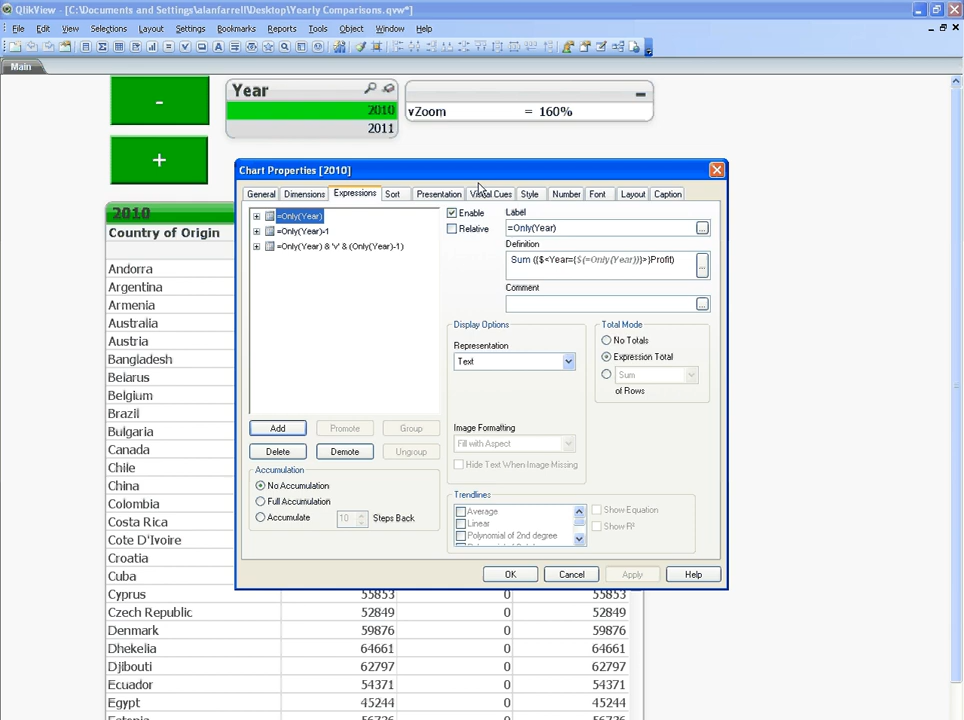 QlikView - [C:\Documents and Settings\alanfarrell\Desktop\Yearly Comparisons.qvw*]
File Edit View Selections Layout Settings Bookmarks Reports Tools Object Window Help
Main
-
Year
2010
2011
vZoom = 160%
+
2010
Country of Origin
Andorra
Argentina
Armenia
Australia
Austria
Bangladesh
Belarus
Belgium
Brazil
Bulgaria
Canada
Chile
China
Colombia
Costa Rica
Cote D'Ivoire
Croatia
Cuba
Cyprus 55853 0 55853
Czech Republic 52849 0 52849
Denmark 59876 0 59876
Dhekelia 64661 0 64661
Djibouti 62797 0 62797
Ecuador 54371 0 54371
Egypt 45244 0 45244
Estonia 56726 0 56726
Chart Properties [2010]
General Dimensions Expressions Sort Presentation Visual Cues Style Number Font Layout Caption
=Only(Year)
=Only(Year)-1
=Only(Year) & 'v' & (Only(Year)-1)
Enable
Relative
Label
=Only(Year)
...
Definition
Sum ({$<Year={$(=Only(Year))}>}Profit)
...
Comment
...
Display Options
Representation
Text
Total Mode
No Totals
Expression Total
Sum
of Rows
Image Formatting
Fill with Aspect
Hide Text When Image Missing
Add Promote Group
Delete Demote Ungroup
Accumulation
No Accumulation
Full Accumulation
Accumulate 10 Steps Back
Trendlines
Average
Linear
Polynomial of 2nd degree
Show Equation
Show R²
OK Cancel Apply Help